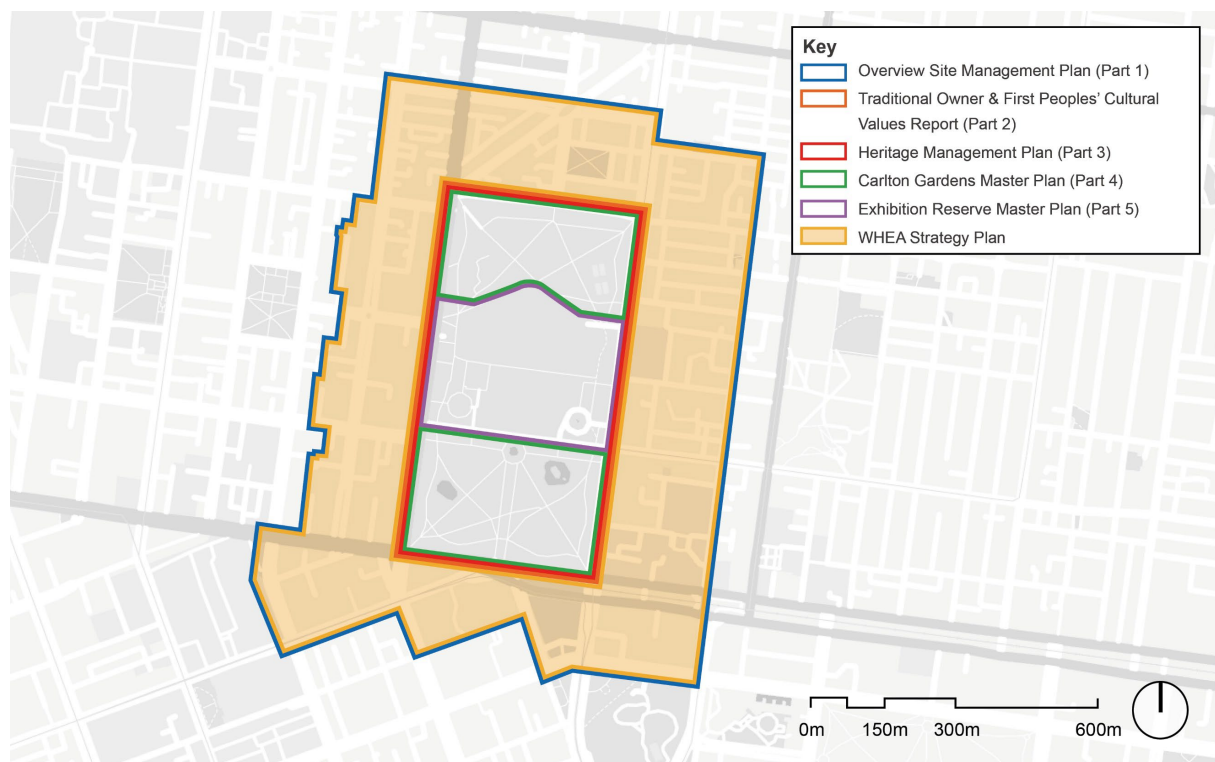 Key
Overview Site Management Plan (Part 1)
Traditional Owner & First Peoples’ Cultural
Values Report (Part 2)
Heritage Management Plan (Part 3)
Carlton Gardens Master Plan (Part 4)
Exhibition Reserve Master Plan (Part 5)
WHEA Strategy Plan
0m 150m 300m 600m